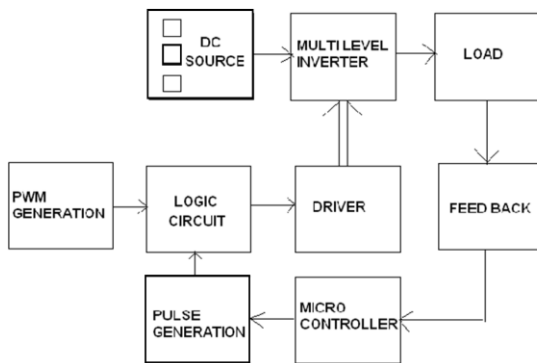 DC
SOURCE
MULTI LEVEL
INVERTER
LOAD
PWM
GENERATION
LOGIC
CIRCUIT
DRIVER
FEED BACK
PULSE
GENERATION
MICRO
CONTROLLER